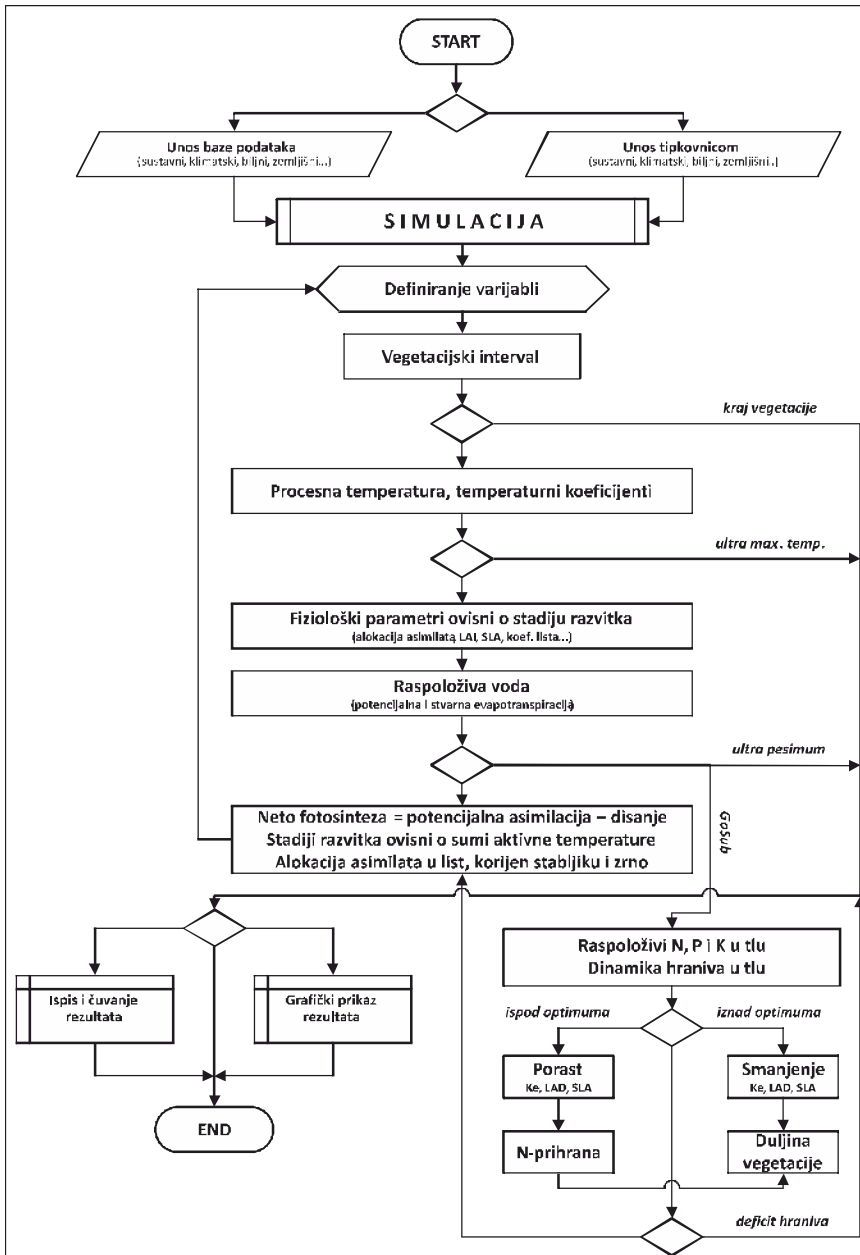 START
Unos baze podataka
(sustavni, klimatski, biljni, zemljišni...)
Unos tipkovnicom
(sustavni, klimatski, biljni, zemljišni..)
SIMULACIJA
Definiranje varijabli
Vegetacijski interval
kraj vegetacije
Procesna temperatura, temperaturni koeficijenti
ultra max. temp.
Fiziološki parametri ovisni o stadiju razvitka
(alokacija asimilata, LAI, SLA, koef. lista...)
Raspoloživa voda
(potencijalna i stvarna evapotranspiracija)
ultra pesimum
GoSub
Neto fotosinteza = potencijalna asimilacija – disanje
Stadiji razvitka ovisni o sumi aktivne temperature
Alokacija asimilata u list, korijen stabljiku i zrno
Raspoloživi N, P i K u tlu
Dinamika hraniva u tlu
Ispis i čuvanje
rezultata
Grafički prikaz
rezultata
ispod optimuma
iznad optimuma
Porast
Ke, LAD, SLA
Smanjenje
Ke, LAD, SLA
END
N-prihrana
Duljina
vegetacije
deficit hraniva